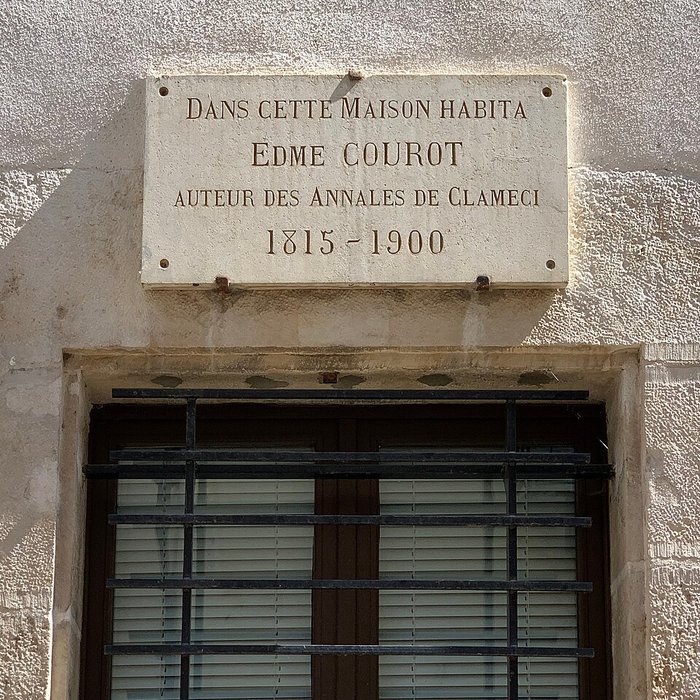 Dans cette Maison habita
Edme Courot
auteur des Annales de Clameci
1815 - 1900